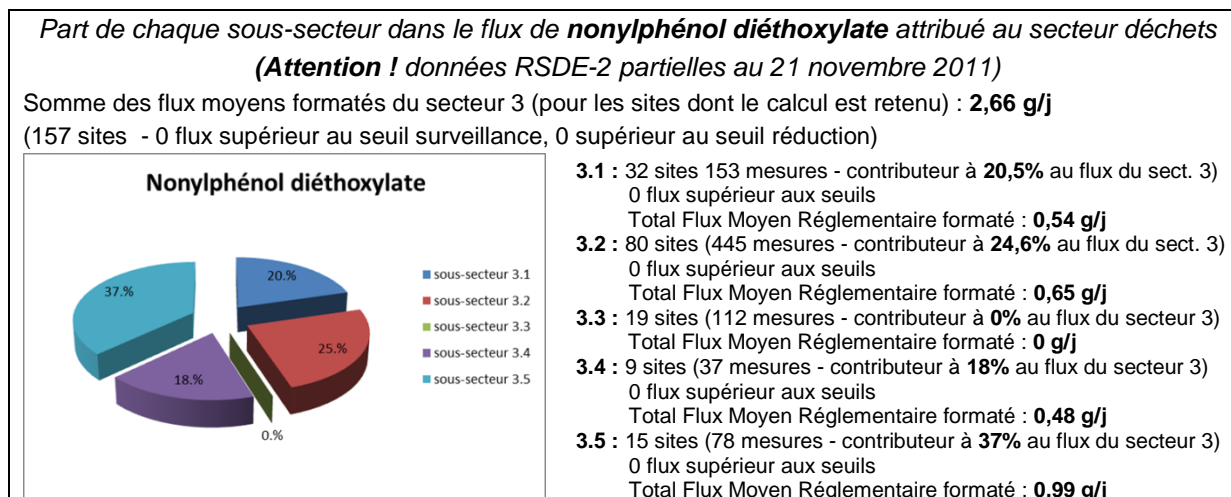 Part de chaque sous-secteur dans le flux de nonylphénol diéthoxylate attribué au secteur déchets
(Attention ! données RSDE-2 partielles au 21 novembre 2011)
Somme des flux moyens formatés du secteur 3 (pour les sites dont le calcul est retenu) : 2,66 g/j
(157 sites - 0 flux supérieur au seuil surveillance, 0 supérieur au seuil réduction)
Nonylphénol diéthoxylate
20.%
37.%
25.%
18.%
0.%
sous-secteur 3.1
sous-secteur 3.2
sous-secteur 3.3
sous-secteur 3.4
sous-secteur 3.5
3.1 : 32 sites 153 mesures - contributeur à 20,5% au flux du sect. 3)
0 flux supérieur aux seuils
Total Flux Moyen Réglementaire formaté : 0,54 g/j
3.2 : 80 sites (445 mesures - contributeur à 24,6% au flux du sect. 3)
0 flux supérieur aux seuils
Total Flux Moyen Réglementaire formaté : 0,65 g/j
3.3 : 19 sites (112 mesures - contributeur à 0% au flux du secteur 3)
Total Flux Moyen Réglementaire formaté : 0 g/j
3.4 : 9 sites (37 mesures - contributeur à 18% au flux du secteur 3)
0 flux supérieur aux seuils
Total Flux Moyen Réglementaire formaté : 0,48 g/j
3.5 : 15 sites (78 mesures - contributeur à 37% au flux du secteur 3)
0 flux supérieur aux seuils
Total Flux Moyen Réglementaire formaté : 0,99 g/j